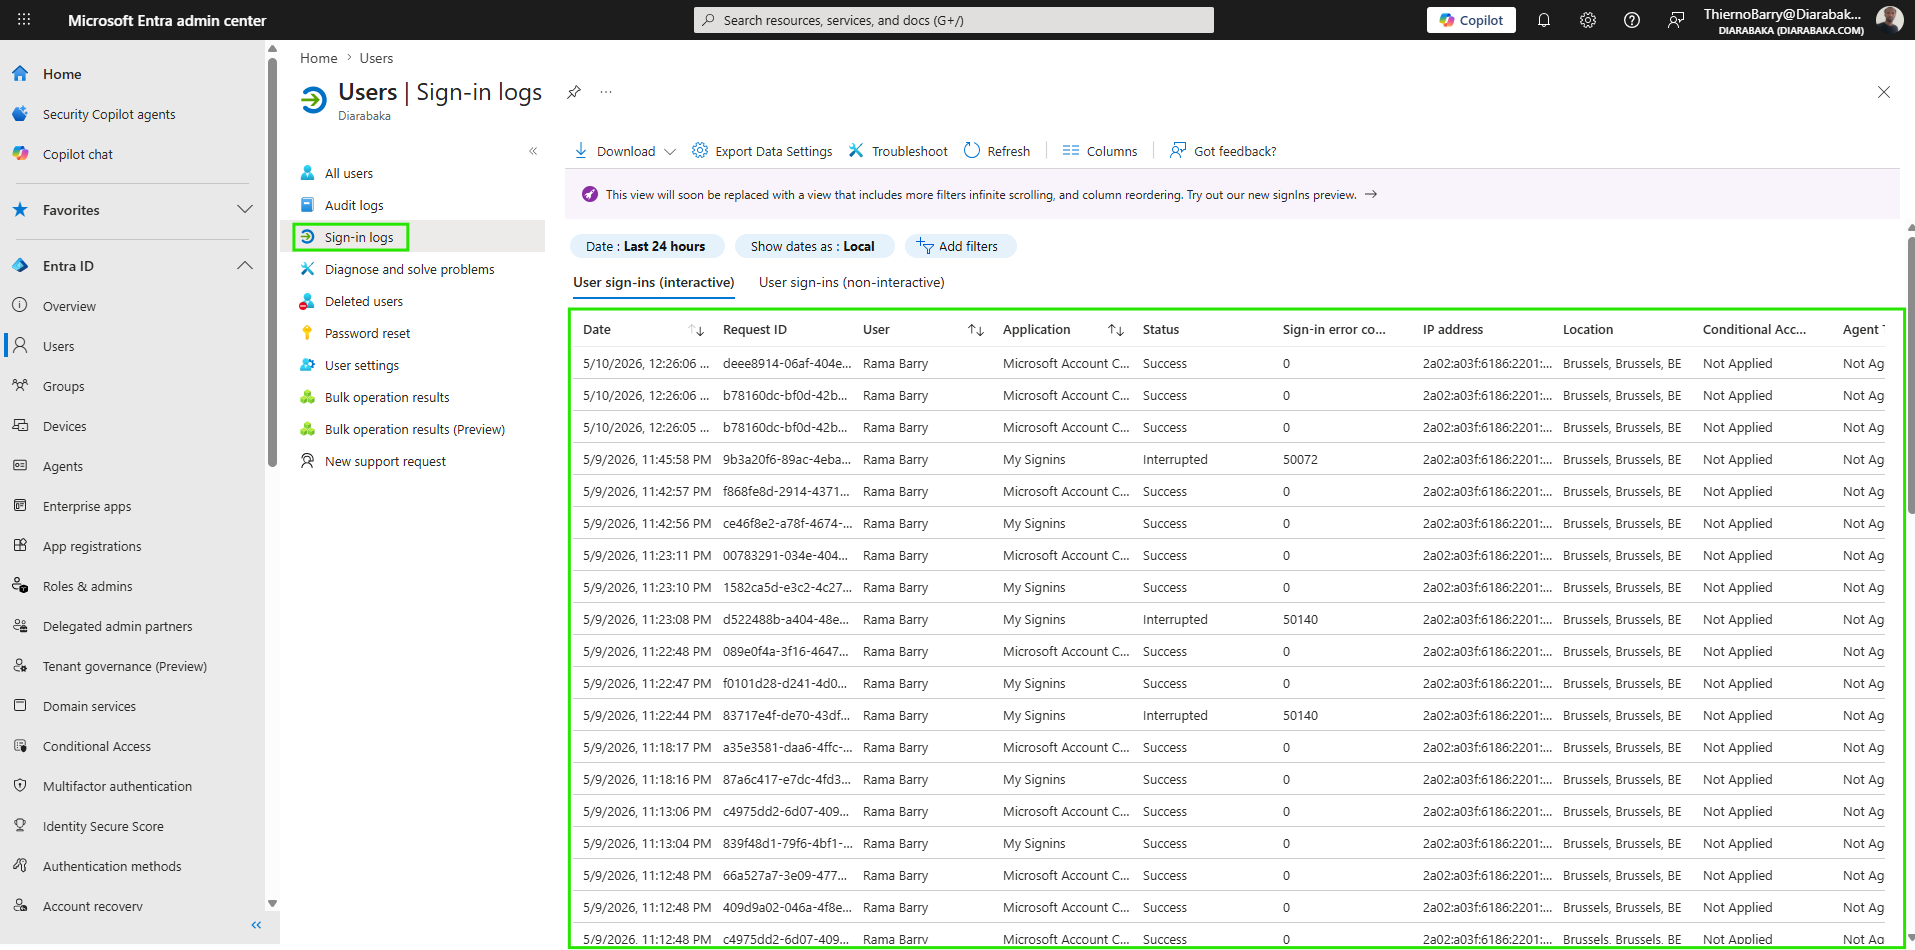 Microsoft Entra admin center
Search resources, services, and docs (G+/)
Copilot
ThiernoBarry@Diarabak...
DIARABAKA (DIARABAKA.COM)
Home
Security Copilot agents
Copilot chat
Favorites
Entra ID
Overview
Users
Groups
Devices
Agents
Enterprise apps
App registrations
Roles & admins
Delegated admin partners
Tenant governance (Preview)
Domain services
Conditional Access
Multifactor authentication
Identity Secure Score
Authentication methods
Account recovery
Home > Users
Users | Sign-in logs
Diarabaka
All users
Audit logs
Sign-in logs
Diagnose and solve problems
Deleted users
Password reset
User settings
Bulk operation results
Bulk operation results (Preview)
New support request
Download Export Data Settings Troubleshoot Refresh Columns Got feedback?
This view will soon be replaced with a view that includes more filters infinite scrolling, and column reordering. Try out our new signIns preview. →
Date : Last 24 hours Show dates as : Local Add filters
User sign-ins (interactive) User sign-ins (non-interactive)
Date Request ID User Application Status Sign-in error co... IP address Location Conditional Acc... Agent T
5/10/2026, 12:26:06 ... deee8914-06af-404e... Rama Barry Microsoft Account C... Success 0 2a02:a03f:6186:2201:... Brussels, Brussels, BE Not Applied Not Ag
5/10/2026, 12:26:06 ... b78160dc-bf0d-42b... Rama Barry Microsoft Account C... Success 0 2a02:a03f:6186:2201:... Brussels, Brussels, BE Not Applied Not Ag
5/10/2026, 12:26:05 ... b78160dc-bf0d-42b... Rama Barry Microsoft Account C... Success 0 2a02:a03f:6186:2201:... Brussels, Brussels, BE Not Applied Not Ag
5/9/2026, 11:45:58 PM 9b3a20f6-89ac-4eba... Rama Barry My Signins Interrupted 50072 2a02:a03f:6186:2201:... Brussels, Brussels, BE Not Applied Not Ag
5/9/2026, 11:42:57 PM f868fe8d-2914-4371... Rama Barry Microsoft Account C... Success 0 2a02:a03f:6186:2201:... Brussels, Brussels, BE Not Applied Not Ag
5/9/2026, 11:42:56 PM ce46f8e2-a78f-4674-... Rama Barry My Signins Success 0 2a02:a03f:6186:2201:... Brussels, Brussels, BE Not Applied Not Ag
5/9/2026, 11:23:11 PM 00783291-034e-404... Rama Barry Microsoft Account C... Success 0 2a02:a03f:6186:2201:... Brussels, Brussels, BE Not Applied Not Ag
5/9/2026, 11:23:10 PM 1582ca5d-e3c2-4c27... Rama Barry My Signins Success 0 2a02:a03f:6186:2201:... Brussels, Brussels, BE Not Applied Not Ag
5/9/2026, 11:23:08 PM d522488b-a404-48e... Rama Barry My Signins Interrupted 50140 2a02:a03f:6186:2201:... Brussels, Brussels, BE Not Applied Not Ag
5/9/2026, 11:22:48 PM 089e0f4a-3f16-4647... Rama Barry Microsoft Account C... Success 0 2a02:a03f:6186:2201:... Brussels, Brussels, BE Not Applied Not Ag
5/9/2026, 11:22:47 PM f0101d28-d241-4d0... Rama Barry My Signins Success 0 2a02:a03f:6186:2201:... Brussels, Brussels, BE Not Applied Not Ag
5/9/2026, 11:22:44 PM 83717e4f-de70-43df... Rama Barry My Signins Interrupted 50140 2a02:a03f:6186:2201:... Brussels, Brussels, BE Not Applied Not Ag
5/9/2026, 11:18:17 PM a35e3581-daa6-4ffc-... Rama Barry Microsoft Account C... Success 0 2a02:a03f:6186:2201:... Brussels, Brussels, BE Not Applied Not Ag
5/9/2026, 11:18:16 PM 87a6c417-e7dc-4fd3... Rama Barry My Signins Success 0 2a02:a03f:6186:2201:... Brussels, Brussels, BE Not Applied Not Ag
5/9/2026, 11:13:06 PM c4975dd2-6d07-409... Rama Barry Microsoft Account C... Success 0 2a02:a03f:6186:2201:... Brussels, Brussels, BE Not Applied Not Ag
5/9/2026, 11:13:04 PM 839f48d1-79f6-4bf1-... Rama Barry My Signins Success 0 2a02:a03f:6186:2201:... Brussels, Brussels, BE Not Applied Not Ag
5/9/2026, 11:12:48 PM 66a527a7-3e09-477... Rama Barry Microsoft Account C... Success 0 2a02:a03f:6186:2201:... Brussels, Brussels, BE Not Applied Not Ag
5/9/2026, 11:12:48 PM 409d9a02-046a-4f8e... Rama Barry Microsoft Account C... Success 0 2a02:a03f:6186:2201:... Brussels, Brussels, BE Not Applied Not Ag
5/9/2026, 11:12:48 PM c4975dd2-6d07-409... Rama Barry Microsoft Account C... Success 0 2a02:a03f:6186:2201:... Brussels, Brussels, BE Not Applied Not Ag